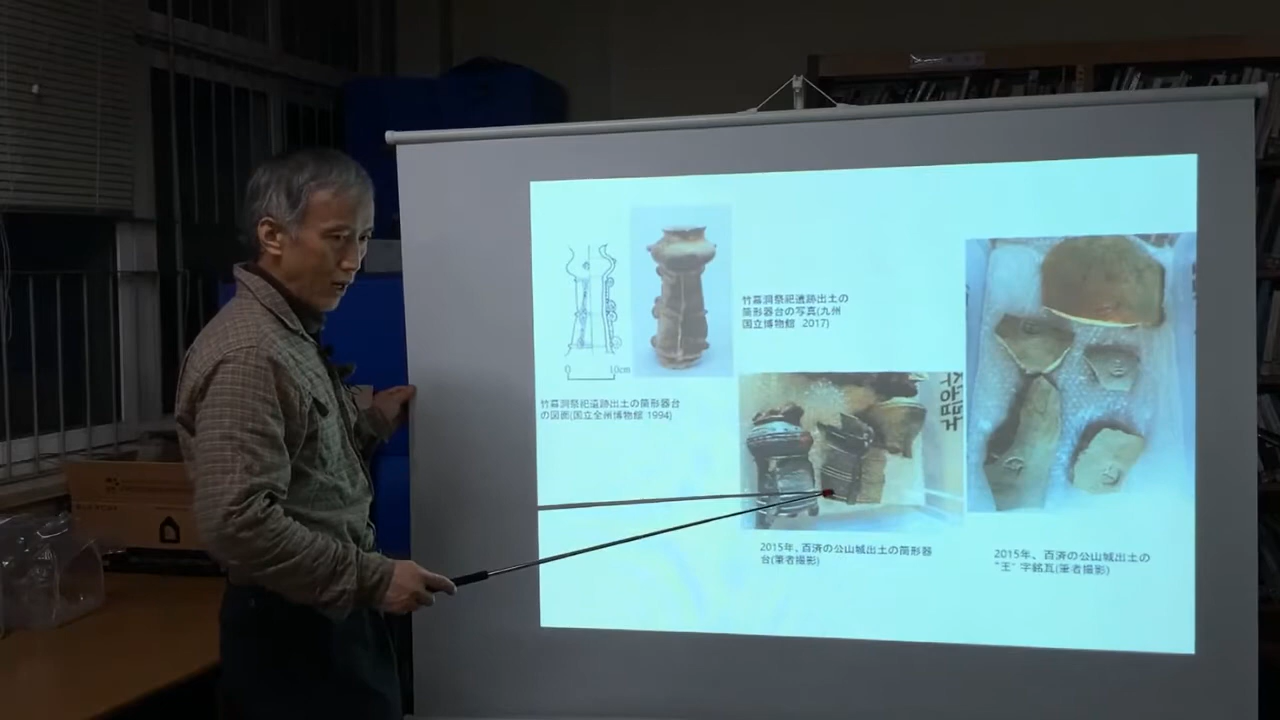 0 10cm
竹幕洞祭祀遺跡出土の筒形器台
の図面(国立全州博物館 1994)
竹幕洞祭祀遺跡出土の
筒形器台の写真(九州
国立博物館 2017)
2015年、百済の公山城出土の筒形器
台(筆者撮影)
2015年、百済の公山城出土の
"王" 字銘瓦(筆者撮影)